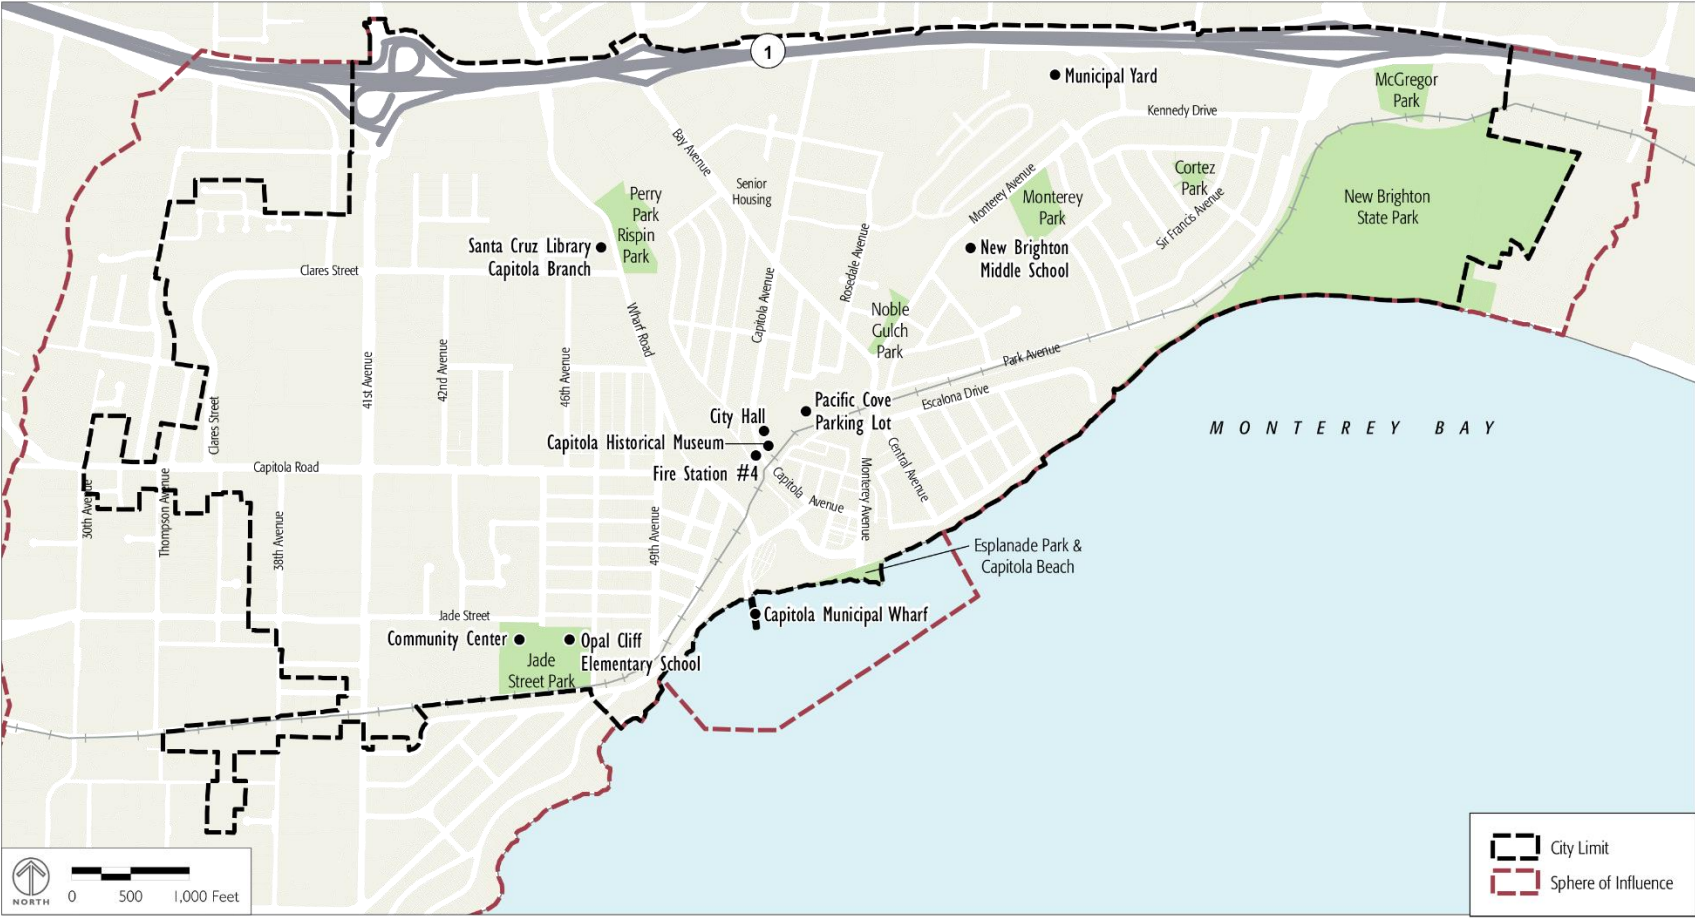 1
Municipal Yard
McGregor
Park
Kennedy Drive
Bay Avenue
Senior
Housing
Perry
Park
Rispin
Park
Monterey Avenue
Monterey
Park
Cortez
Park
Sir Francis Avenue
New Brighton
State Park
Santa Cruz Library
Capitola Branch
New Brighton
Middle School
Clares Street
Rosedale Avenue
Capitola Avenue
Wharf Road
Noble
Gulch
Park
Park Avenue
41st Avenue
42nd Avenue
46th Avenue
Clares Street
Escalona Drive
Pacific Cove
Parking Lot
City Hall
Capitola Historical Museum
Fire Station #4
MONTEREY BAY
Capitola Road
Capitola Avenue
Central Avenue
Monterey Avenue
30th Avenue
Thompson Avenue
38th Avenue
49th Avenue
Esplanade Park &
Capitola Beach
Jade Street
Capitola Municipal Wharf
Community Center
Opal Cliff
Elementary School
Jade
Street Park
NORTH
0 500 1,000 Feet
City Limit
Sphere of Influence